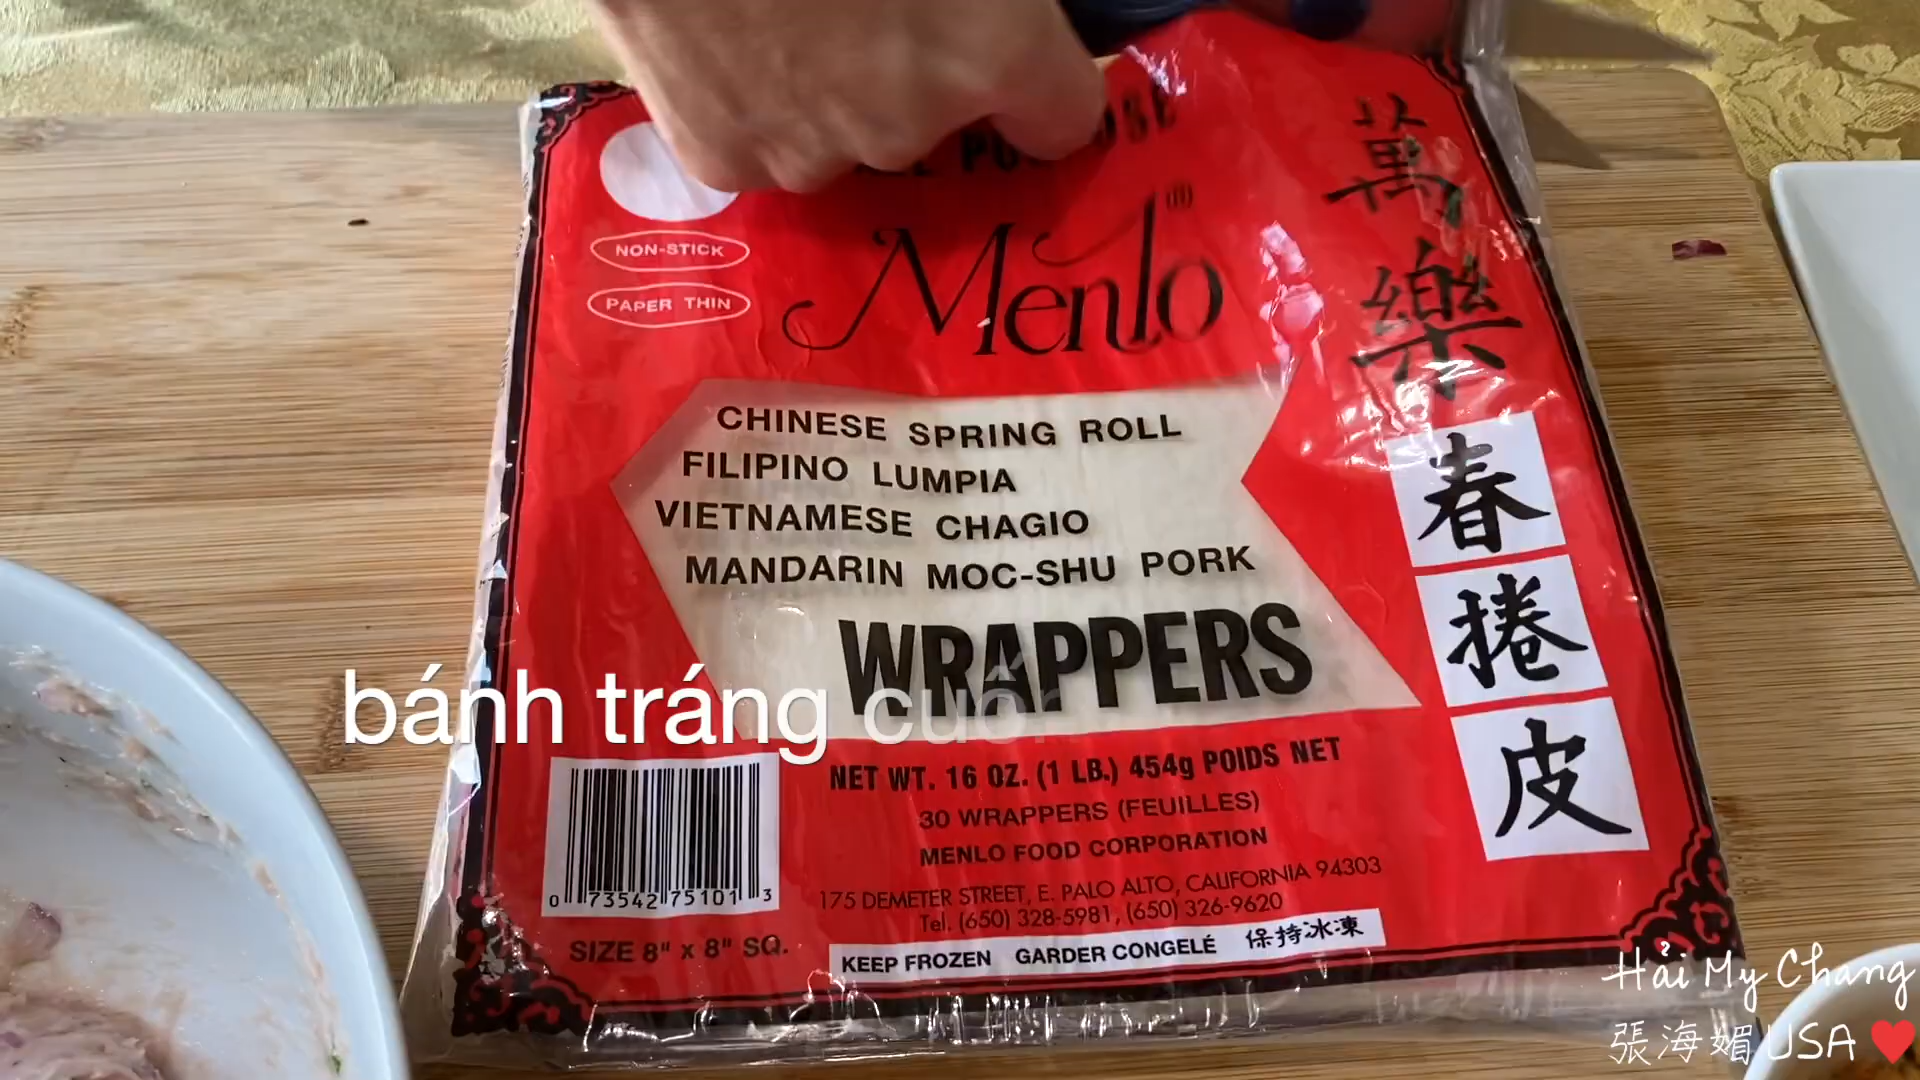 NON-STICK
PAPER THIN
Menlo
萬樂
春捲皮
CHINESE SPRING ROLL
FILIPINO LUMPIA
VIETNAMESE CHAGIO
MANDARIN MOC-SHU PORK
WRAPPERS
bánh tráng
NET WT. 16 OZ. (1 LB.) 454g POIDS NET
30 WRAPPERS (FEUILLES)
MENLO FOOD CORPORATION
175 DEMETER STREET, E. PALO ALTO, CALIFORNIA 94303
Tel. (650) 328-5981, (650) 326-9620
0 73542 75101 3
SIZE 8" x 8" SQ.
KEEP FROZEN GARDER CONGELÉ 保持冰凍
Hải My Chang
張海媚 USA ♥